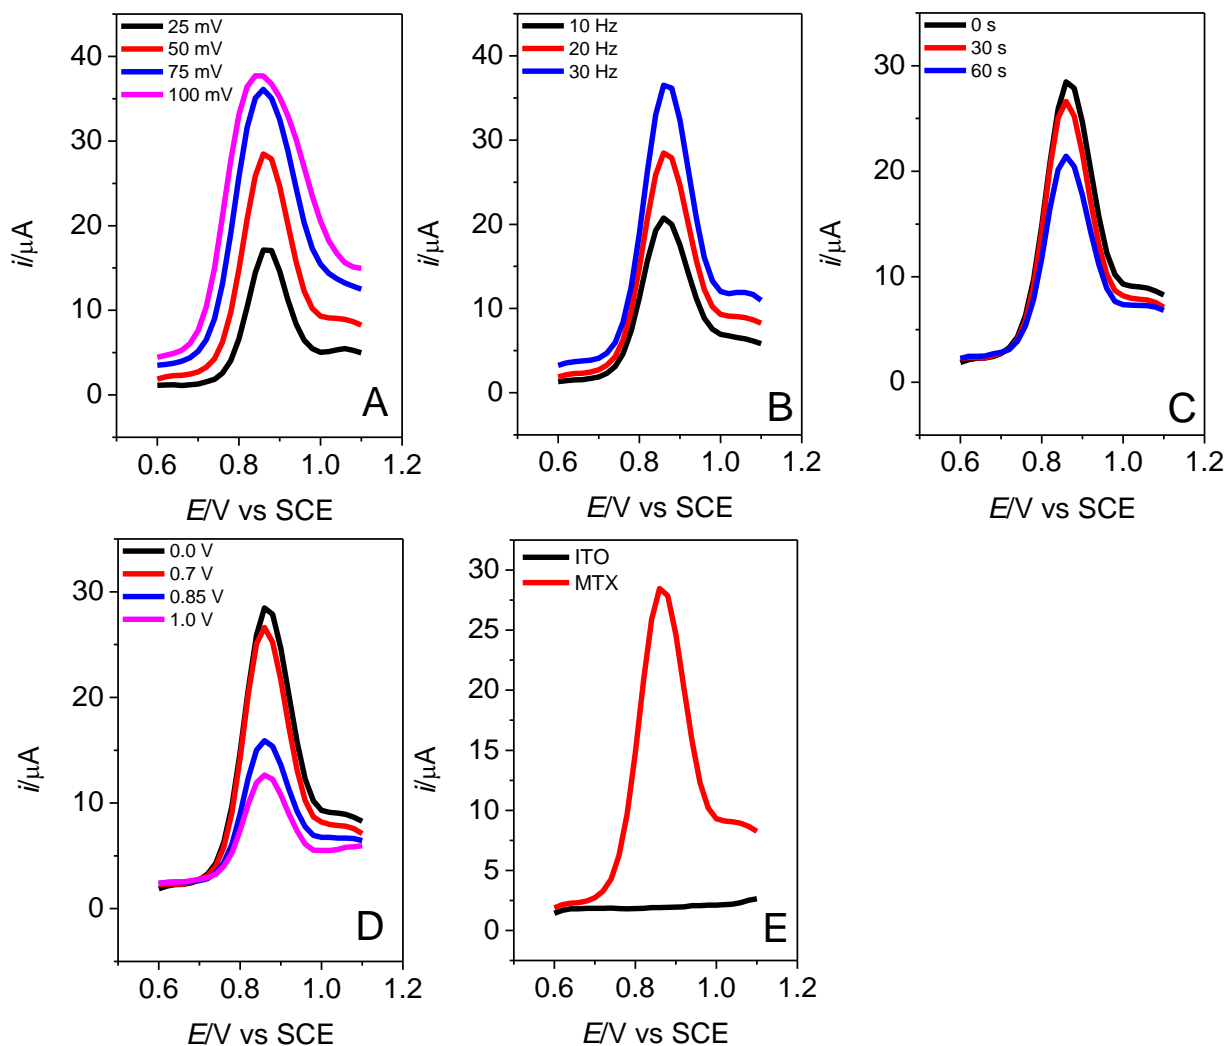 25 mV
50 mV
75 mV
100 mV
40
30
20
10
0
i/μA
A
0.6 0.8 1.0 1.2
E/V vs SCE
10 Hz
20 Hz
30 Hz
40
30
20
10
0
i/μA
B
0.6 0.8 1.0 1.2
E/V vs SCE
0 s
30 s
60 s
30
20
10
0
i/μA
C
0.6 0.8 1.0 1.2
E/V vs SCE
0.0 V
0.7 V
0.85 V
1.0 V
30
20
10
0
i/μA
D
0.6 0.8 1.0 1.2
E/V vs SCE
ITO
MTX
30
25
20
15
10
5
0
i/μA
E
0.6 0.8 1.0 1.2
E/V vs SCE